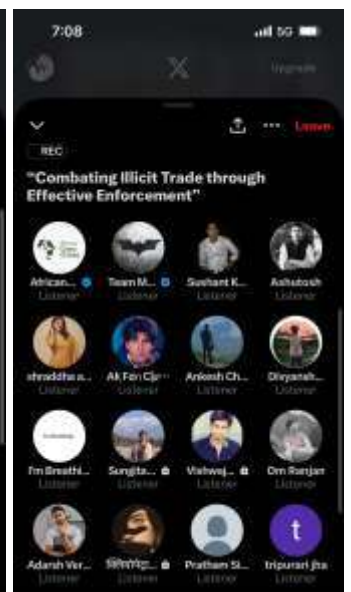 7:08
5G
Upgrade
Leave
REC
"Combating Illicit Trade through
Effective Enforcement"
African... Team M... Sushant K... Ashutosh
Listener Listener Listener Listener
shraddha a... Ak Fan Clu... Ankesh Ch... Divyansh...
Listener Listener Listener Listener
I'm Breathi... Sungita... Vishwaj... Om Ranjan
Listener Listener Listener Listener
t
Adarsh Ver... Pratham Si... tripurari jha
Listener Listener Listener Listener